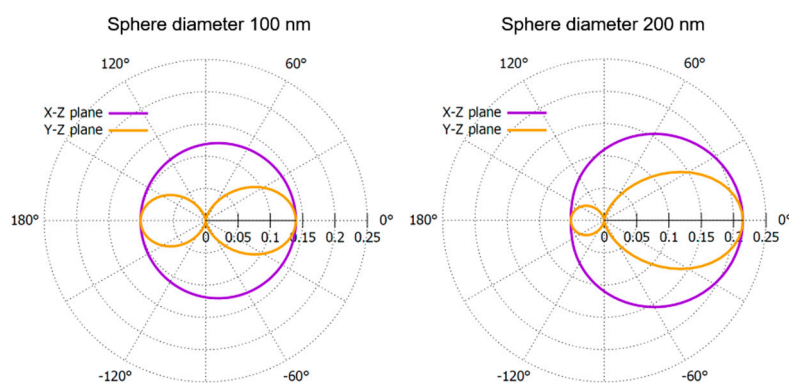 Sphere diameter 100 nm
120°
60°
X-Z plane
Y-Z plane
180°
0°
0 0.05 0.1 0.15 0.2 0.25
-120°
-60°
Sphere diameter 200 nm
120°
60°
X-Z plane
Y-Z plane
180°
0°
0 0.05 0.1 0.15 0.2 0.25
-120°
-60°